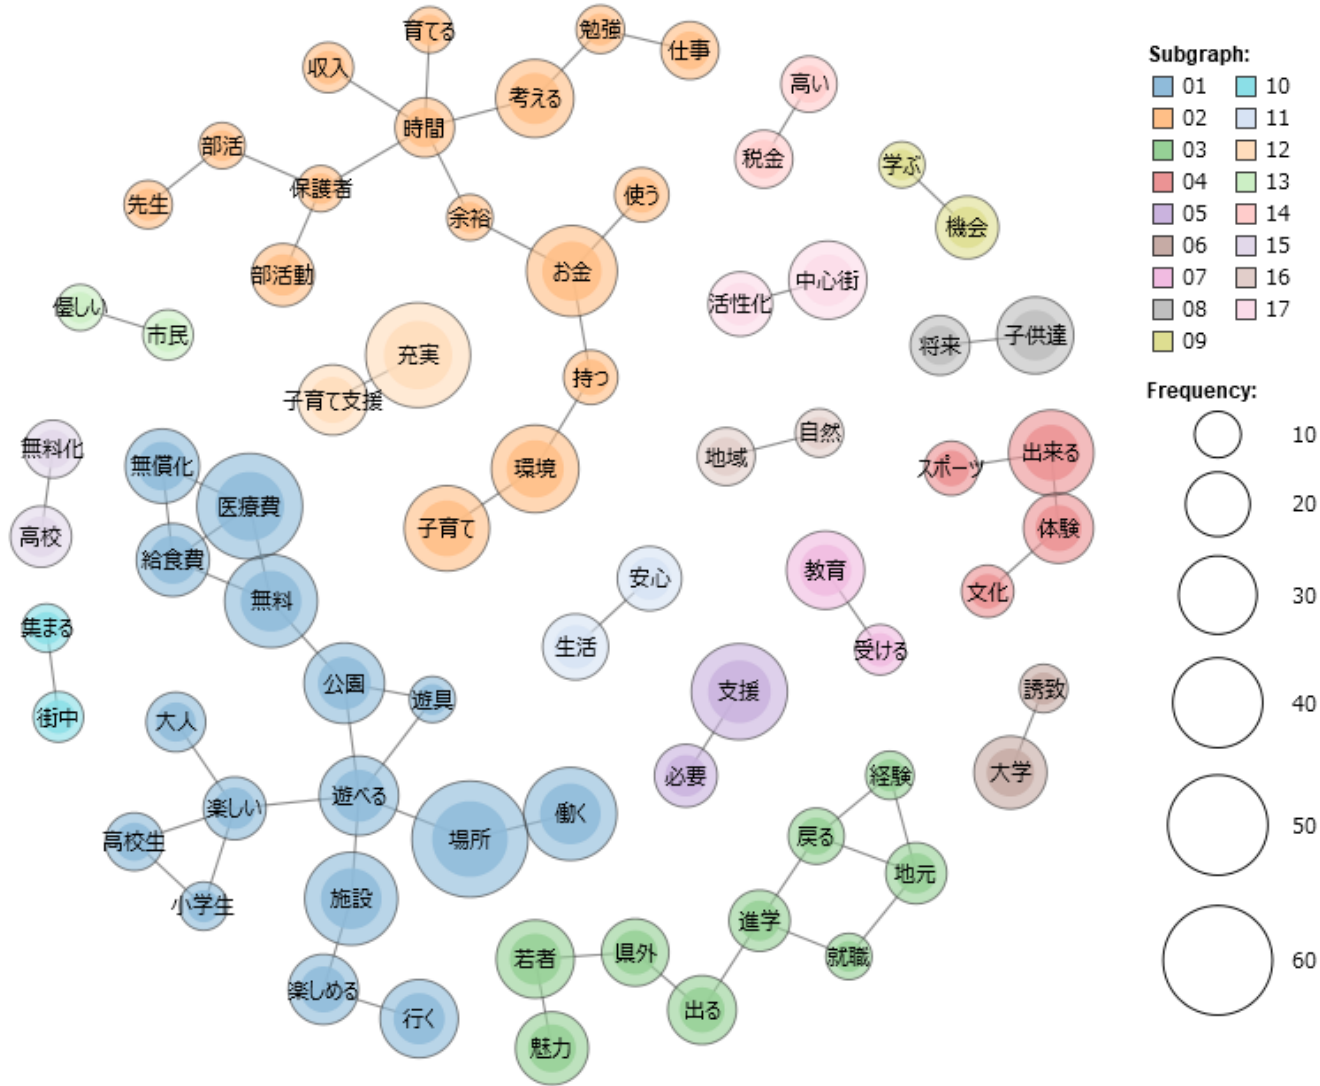 育てる
勉強
仕事
収入
考える
時間
高い
部活
税金
学ぶ
保護者
先生
使う
余裕
機会
お金
部活動
中心街
活性化
優しい
市民
将来
子供達
充実
子育て支援
持つ
自然
地域
無料化
無償化
環境
スポーツ
出来る
医療費
子育て
体験
高校
給食費
安心
教育
文化
無料
集まる
生活
受ける
公園
遊具
支援
誘致
街中
大人
必要
大学
経験
遊べる
楽しい
働く
場所
戻る
高校生
地元
施設
小学生
進学
若者
県外
就職
楽しめる
行く
出る
魅力
Subgraph:
01 10
02 11
03 12
04 13
05 14
06 15
07 16
08 17
09
Frequency:
10
20
30
40
50
60